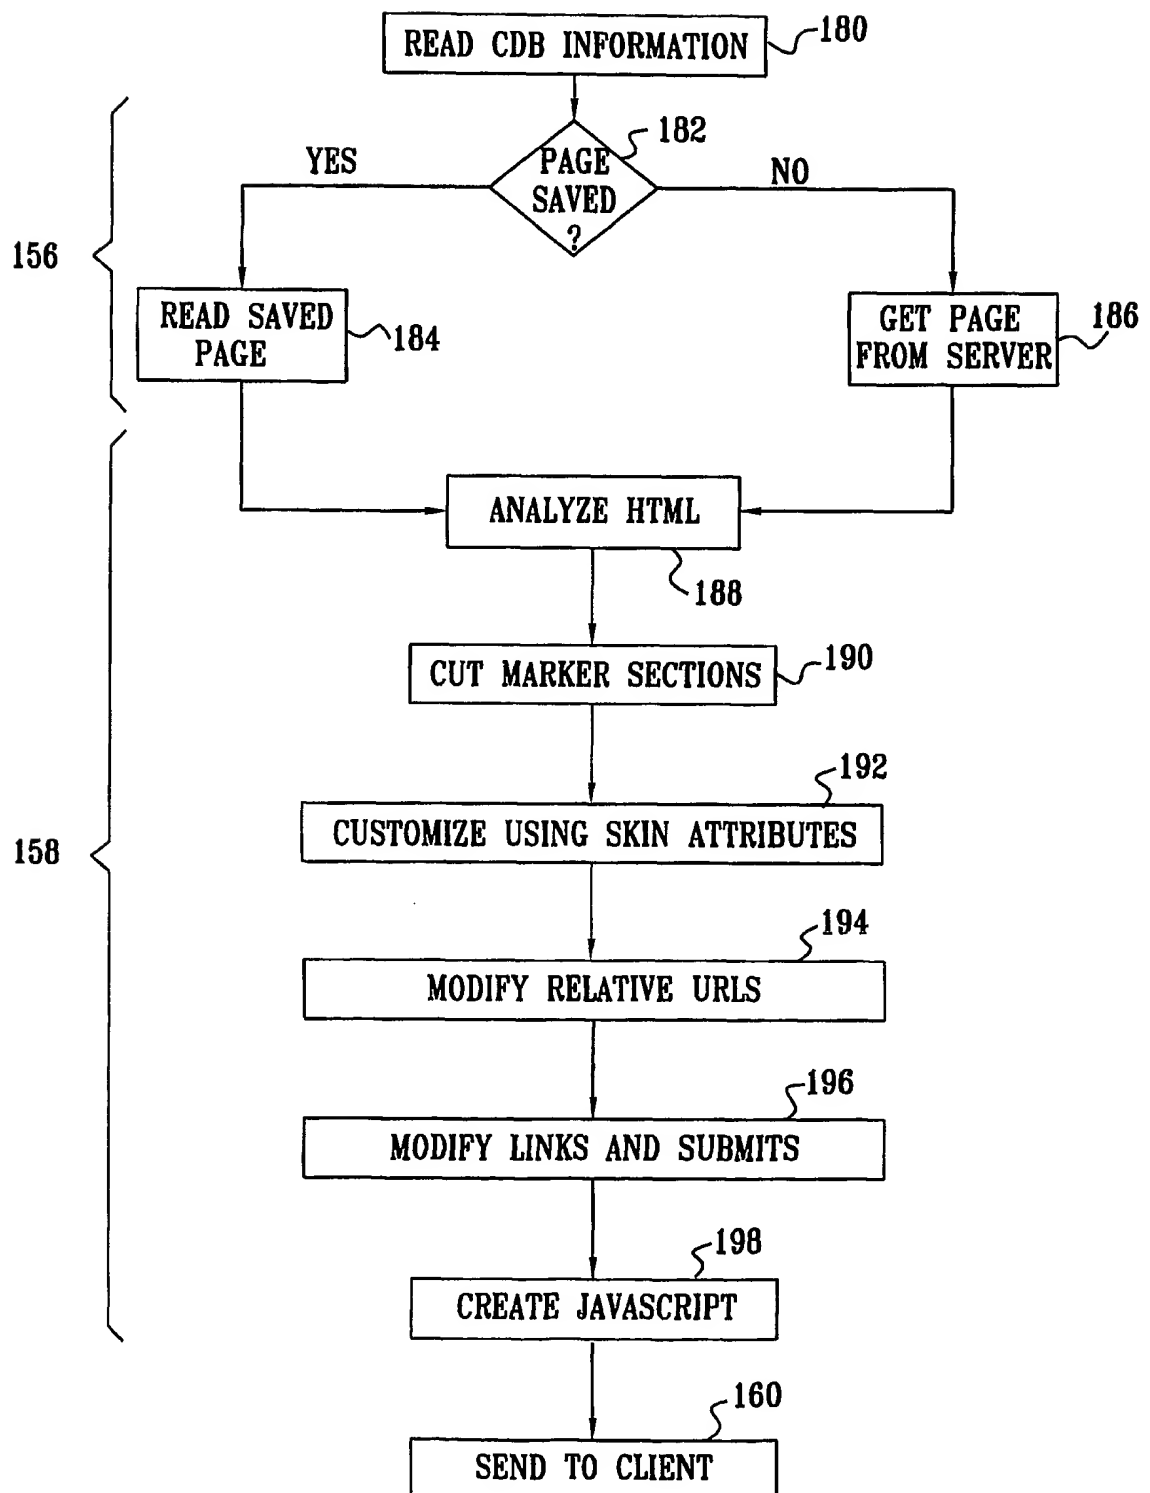 READ CDB INFORMATION
180
182
PAGE
SAVED
?
YES
NO
156
READ SAVED
PAGE
184
GET PAGE
FROM SERVER
186
ANALYZE HTML
188
CUT MARKER SECTIONS
190
192
CUSTOMIZE USING SKIN ATTRIBUTES
158
194
MODIFY RELATIVE URLS
196
MODIFY LINKS AND SUBMITS
198
CREATE JAVASCRIPT
160
SEND TO CLIENT